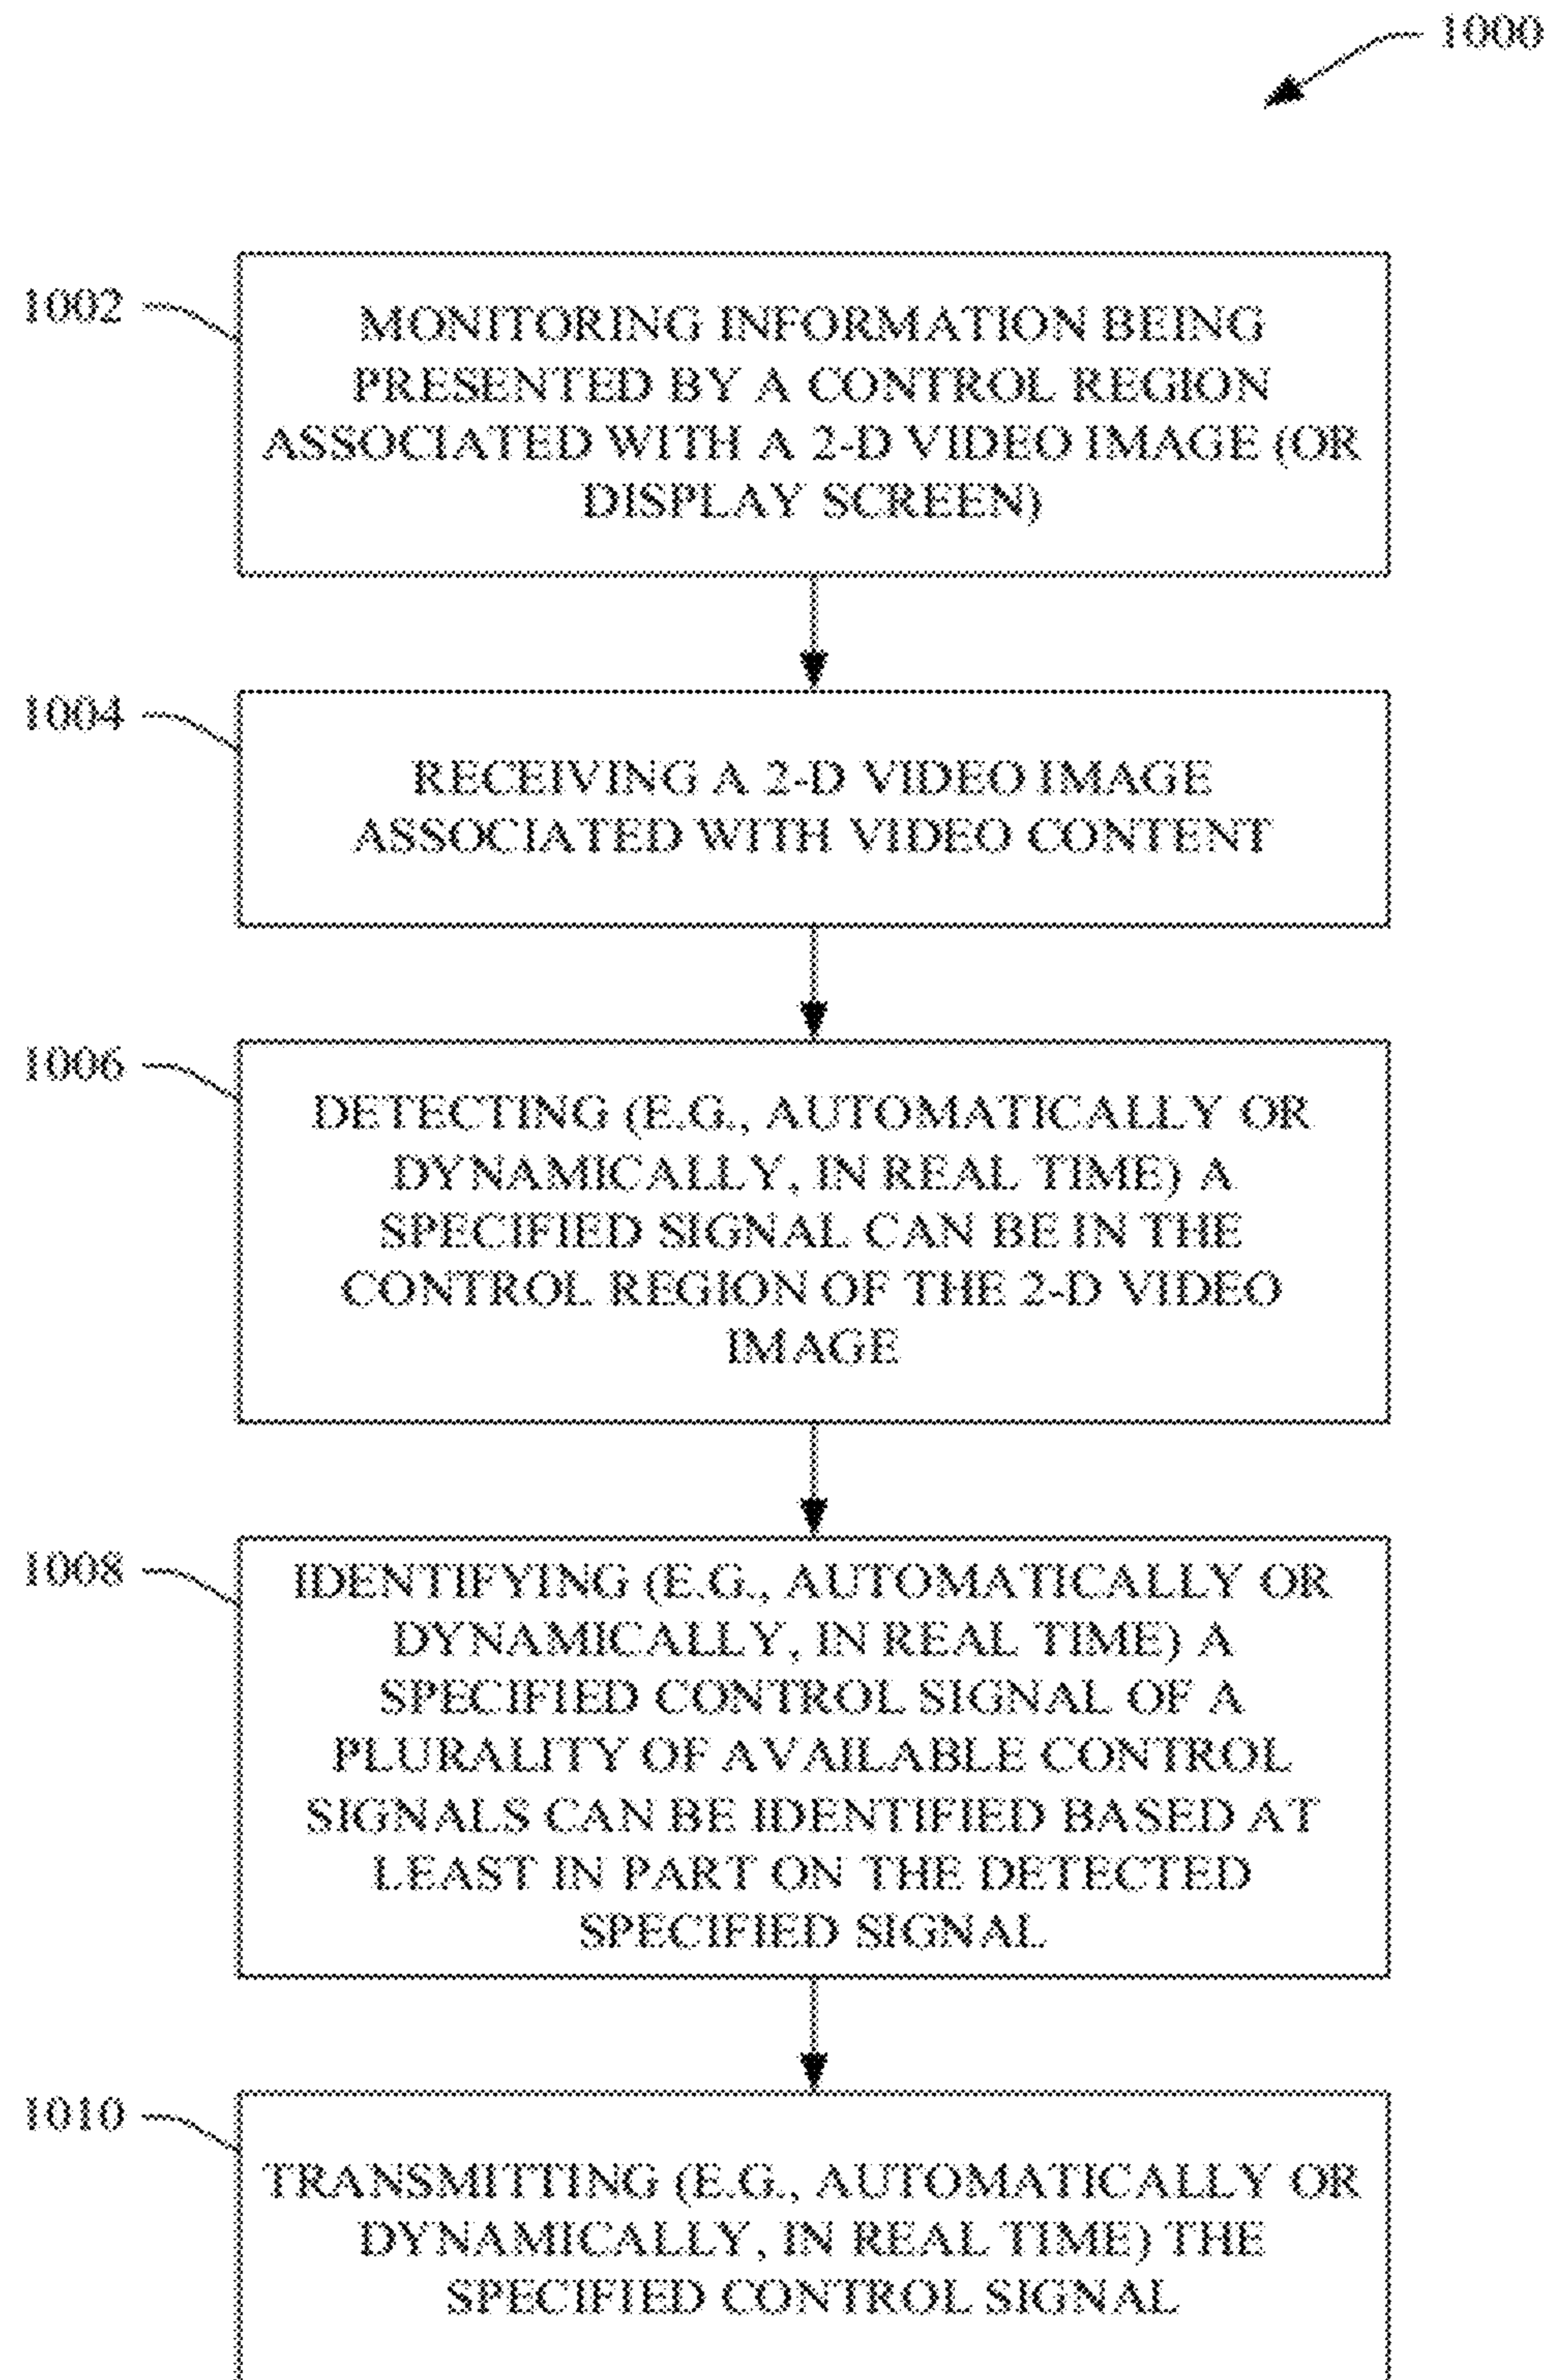 1000
1002
MONITORING INFORMATION BEING
PRESENTED BY A CONTROL REGION
ASSOCIATED WITH A 2-D VIDEO IMAGE (OR
DISPLAY SCREEN)
1004
RECEIVING A 2-D VIDEO IMAGE
ASSOCIATED WITH VIDEO CONTENT
1006
DETECTING (E.G., AUTOMATICALLY OR
DYNAMICALLY, IN REAL TIME) A
SPECIFIED SIGNAL CAN BE IN THE
CONTROL REGION OF THE 2-D VIDEO
IMAGE
1008
IDENTIFYING (E.G., AUTOMATICALLY OR
DYNAMICALLY, IN REAL TIME) A
SPECIFIED CONTROL SIGNAL OF A
PLURALITY OF AVAILABLE CONTROL
SIGNALS CAN BE IDENTIFIED BASED AT
LEAST IN PART ON THE DETECTED
SPECIFIED SIGNAL
1010
TRANSMITTING (E.G., AUTOMATICALLY OR
DYNAMICALLY, IN REAL TIME) THE
SPECIFIED CONTROL SIGNAL